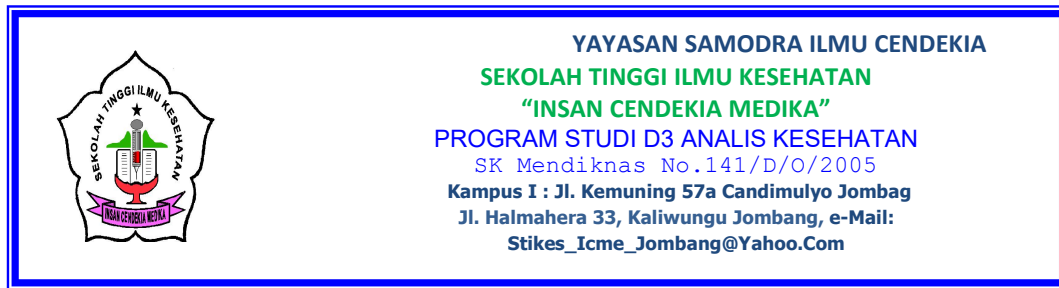 YAYASAN SAMODRA ILMU CENDEKIA
SEKOLAH TINGGI ILMU KESEHATAN
“INSAN CENDEKIA MEDIKA”
PROGRAM STUDI D3 ANALIS KESEHATAN
SK Mendiknas No.141/D/O/2005
Kampus I : Jl. Kemuning 57a Candimulyo Jombag
Jl. Halmahera 33, Kaliwungu Jombang, e-Mail:
Stikes_Icme_Jombang@Yahoo.Com
SEKOLAH TINGGI ILMU KESEHATAN
INSAN CENDEKIA MEDIKA